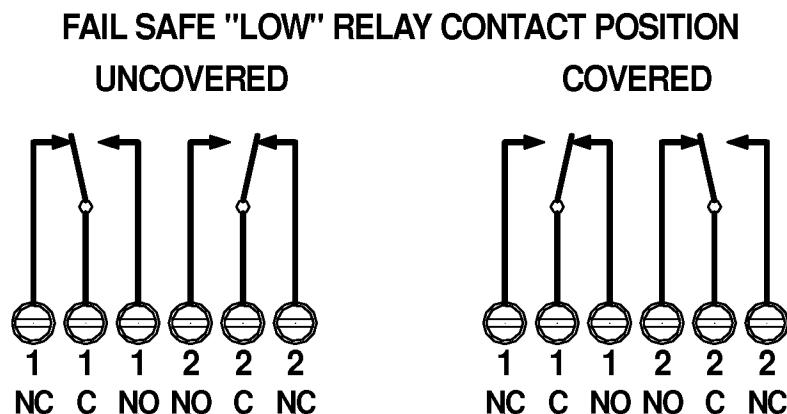 FAIL SAFE "LOW" RELAY CONTACT POSITION
UNCOVERED COVERED
1 1 1 2 2 2 1 1 1 2 2 2
NC C NO NO C NC NC C NO NO C NC